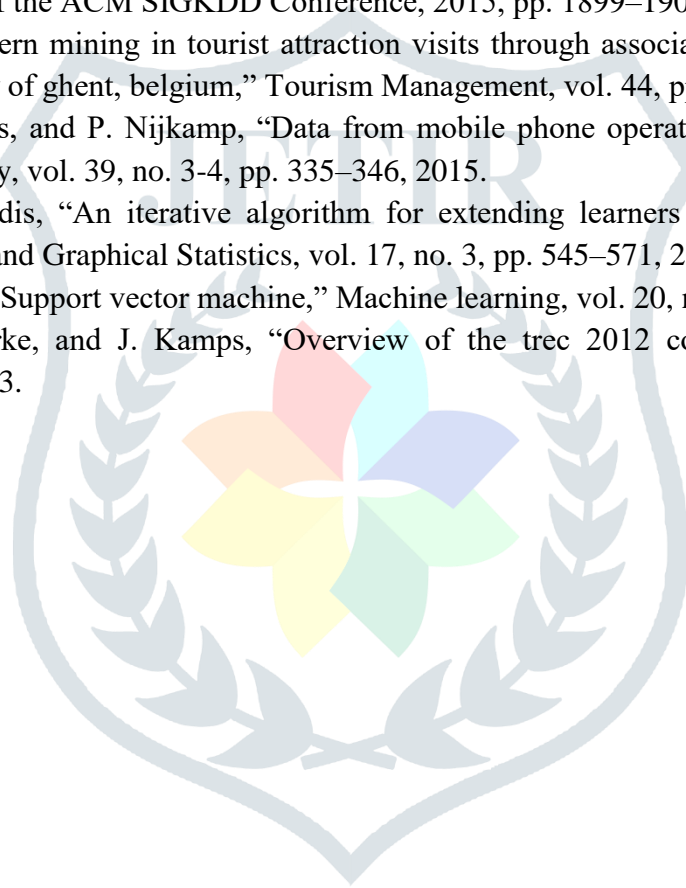 f the ACM SIGKDD Conference, 2015, pp. 1899–190
ern mining in tourist attraction visits through associa
of ghent, belgium,” Tourism Management, vol. 44, p
s, and P. Nijkamp, “Data from mobile phone operat
y, vol. 39, no. 3-4, pp. 335–346, 2015.
dis, “An iterative algorithm for extending learners
and Graphical Statistics, vol. 17, no. 3, pp. 545–571, 2
Support vector machine,” Machine learning, vol. 20, n
rke, and J. Kamps, “Overview of the trec 2012 co
3.
JETIR